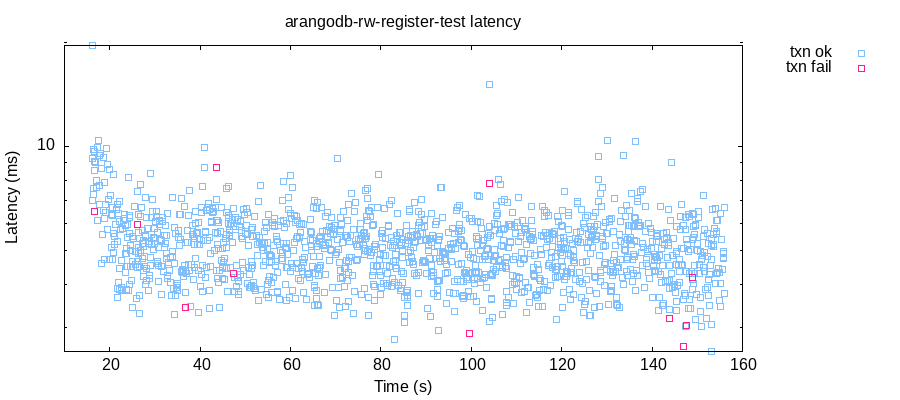 arangodb-rw-register-test latency
txn ok
txn fail
10
Latency (ms)
20 40 60 80 100 120 140 160
Time (s)